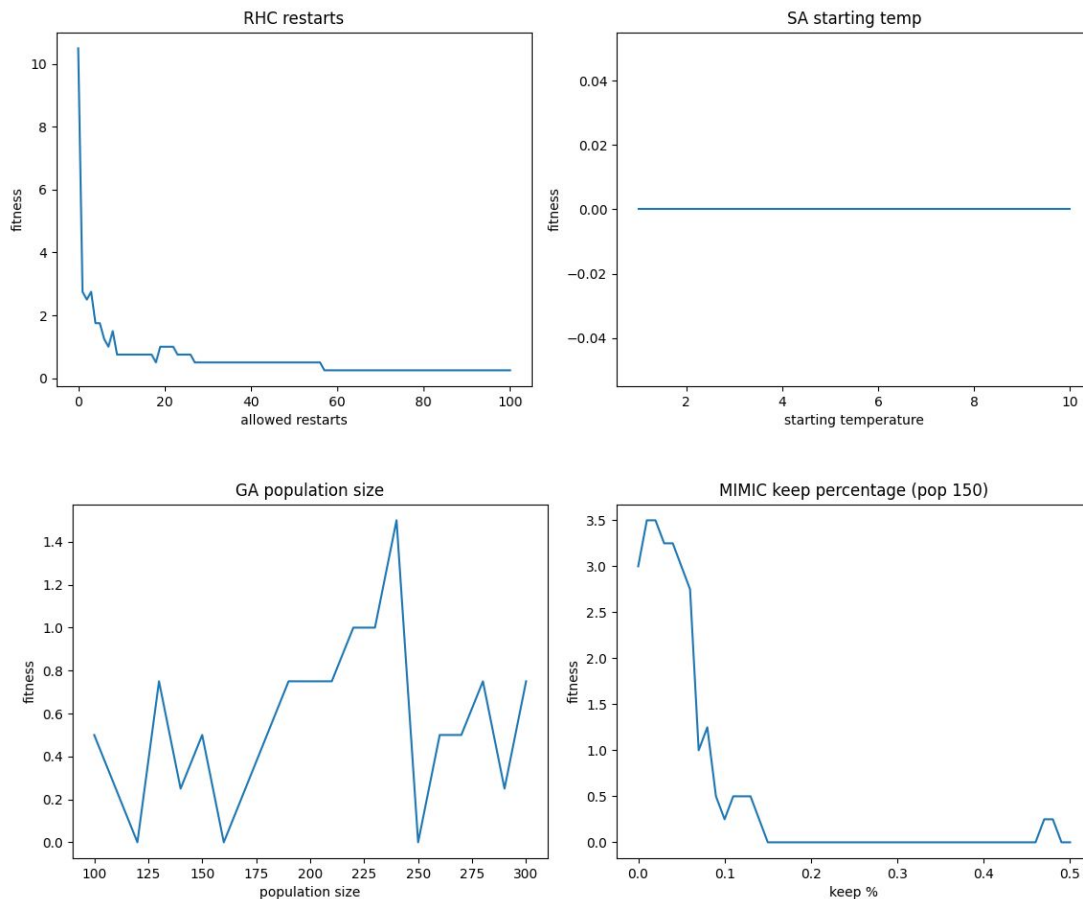 RHC restarts
10
8
6
4
2
0
fitness
0 20 40 60 80 100
allowed restarts
SA starting temp
0.04
0.02
0.00
−0.02
−0.04
fitness
2 4 6 8 10
starting temperature
GA population size
1.4
1.2
1.0
0.8
0.6
0.4
0.2
0.0
fitness
100 125 150 175 200 225 250 275 300
population size
MIMIC keep percentage (pop 150)
3.5
3.0
2.5
2.0
1.5
1.0
0.5
0.0
fitness
0.0 0.1 0.2 0.3 0.4 0.5
keep %